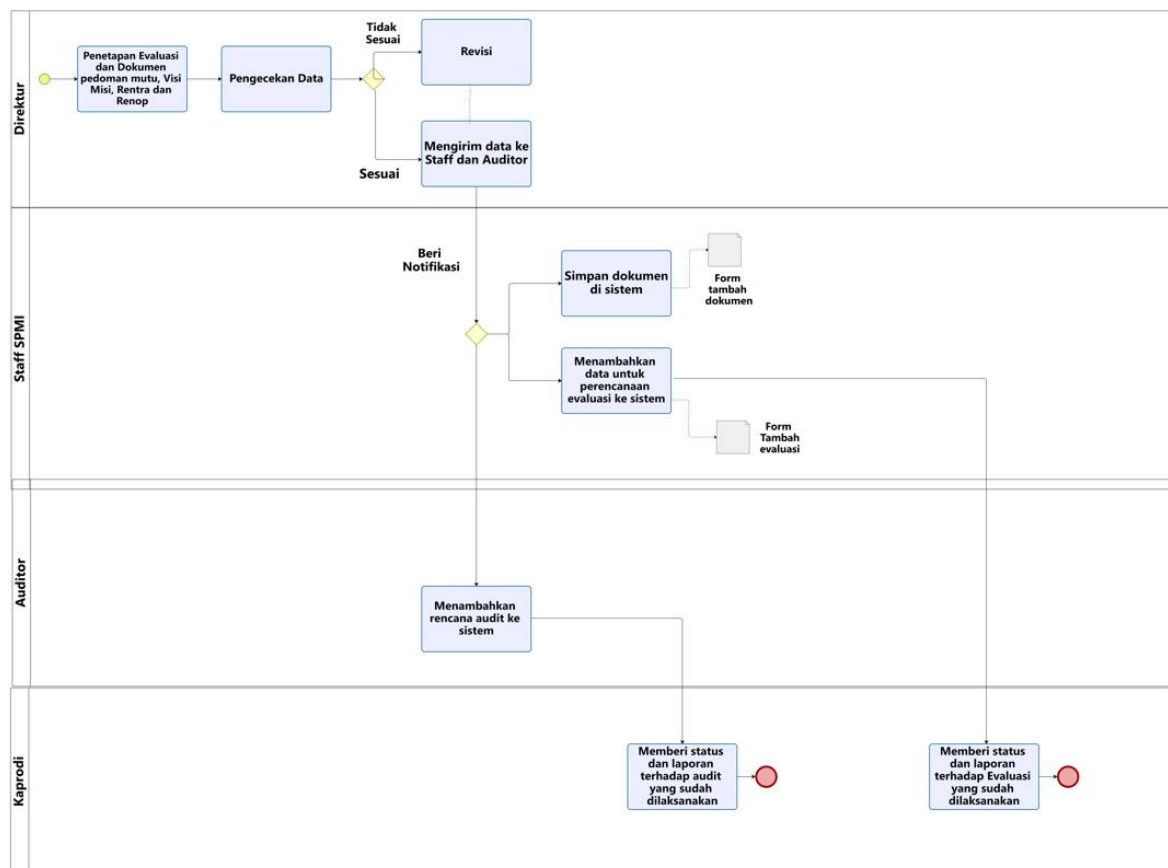 Direktur
Penetapan Evaluasi
dan Dokumen
pedoman mutu, Visi
Misi, Rentra dan
Renop
Pengecekan Data
Tidak
Sesuai
Revisi
Sesuai
Mengirim data ke
Staff dan Auditor
Staff SPMI
Beri
Notifikasi
Simpan dokumen
di sistem
Form
tambah
dokumen
Menambahkan
data untuk
perencanaan
evaluasi ke sistem
Form
Tambah
evaluasi
Auditor
Menambahkan
rencana audit ke
sistem
Kaprodi
Memberi status
dan laporan
terhadap audit
yang sudah
dilaksanakan
Memberi status
dan laporan
terhadap Evaluasi
yang sudah
dilaksanakan